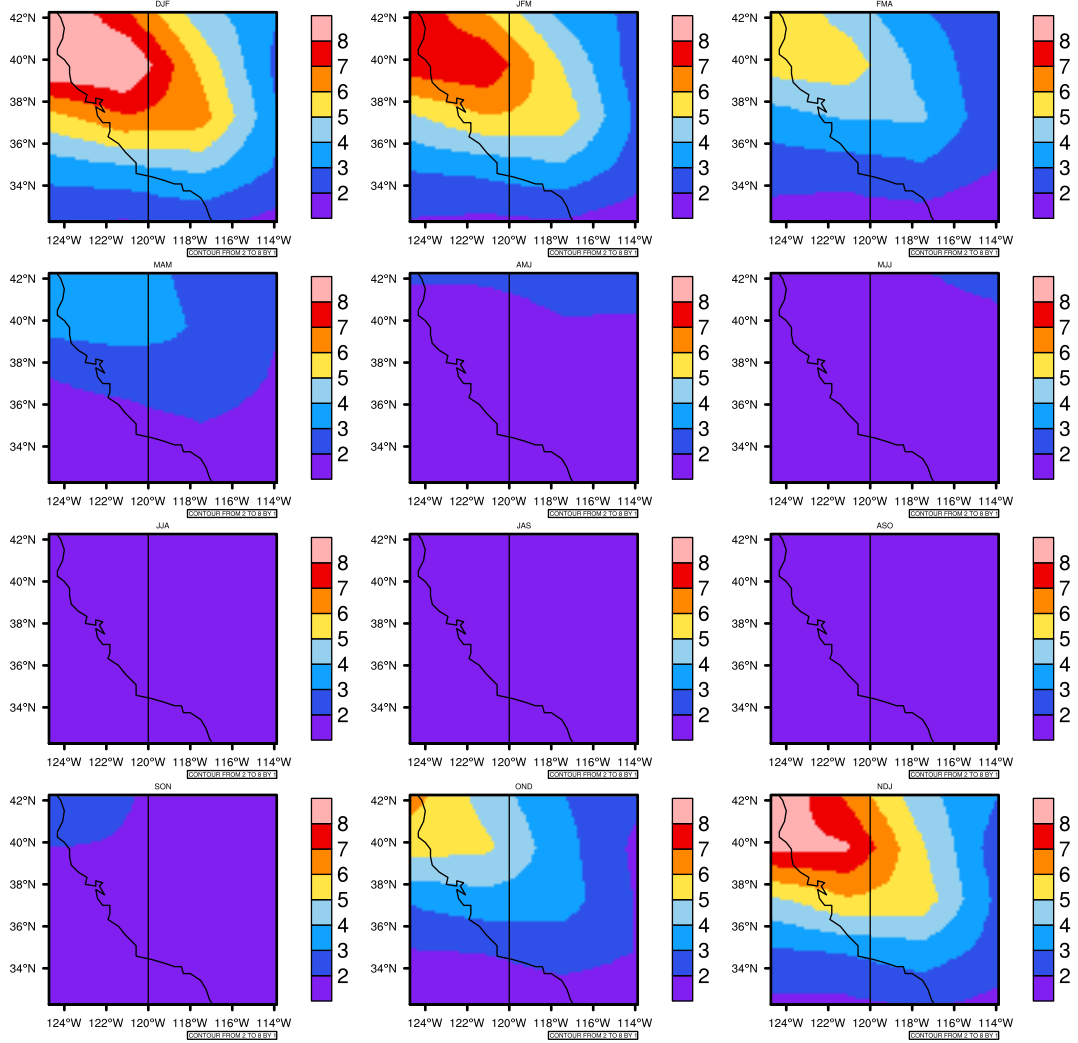 DJF JFM FMA
42°N 42°N 42°N
8 8 8
40°N 40°N 40°N
7 7 7
6 6 6
38°N 38°N 38°N
5 5 5
4 4 4
36°N 36°N 36°N
3 3 3
34°N 34°N 34°N
2 2 2
124°W 122°W 120°W 118°W 116°W 114°W 124°W 122°W 120°W 118°W 116°W 114°W 124°W 122°W 120°W 118°W 116°W 114°W
CONTOUR FROM 2 TO 8 BY 1 CONTOUR FROM 2 TO 8 BY 1 CONTOUR FROM 2 TO 8 BY 1
MAM AMJ MJJ
42°N 42°N 42°N
8 8 8
40°N 40°N 40°N
7 7 7
6 6 6
38°N 38°N 38°N
5 5 5
4 4 4
36°N 36°N 36°N
3 3 3
34°N 34°N 34°N
2 2 2
124°W 122°W 120°W 118°W 116°W 114°W 124°W 122°W 120°W 118°W 116°W 114°W 124°W 122°W 120°W 118°W 116°W 114°W
CONTOUR FROM 2 TO 8 BY 1 CONTOUR FROM 2 TO 8 BY 1 CONTOUR FROM 2 TO 8 BY 1
JJA JAS ASO
42°N 42°N 42°N
8 8 8
40°N 40°N 40°N
7 7 7
6 6 6
38°N 38°N 38°N
5 5 5
4 4 4
36°N 36°N 36°N
3 3 3
34°N 34°N 34°N
2 2 2
124°W 122°W 120°W 118°W 116°W 114°W 124°W 122°W 120°W 118°W 116°W 114°W 124°W 122°W 120°W 118°W 116°W 114°W
CONTOUR FROM 2 TO 8 BY 1 CONTOUR FROM 2 TO 8 BY 1 CONTOUR FROM 2 TO 8 BY 1
SON OND NDJ
42°N 42°N 42°N
8 8 8
40°N 40°N 40°N
7 7 7
6 6 6
38°N 38°N 38°N
5 5 5
4 4 4
36°N 36°N 36°N
3 3 3
34°N 34°N 34°N
2 2 2
124°W 122°W 120°W 118°W 116°W 114°W 124°W 122°W 120°W 118°W 116°W 114°W 124°W 122°W 120°W 118°W 116°W 114°W
CONTOUR FROM 2 TO 8 BY 1 CONTOUR FROM 2 TO 8 BY 1 CONTOUR FROM 2 TO 8 BY 1